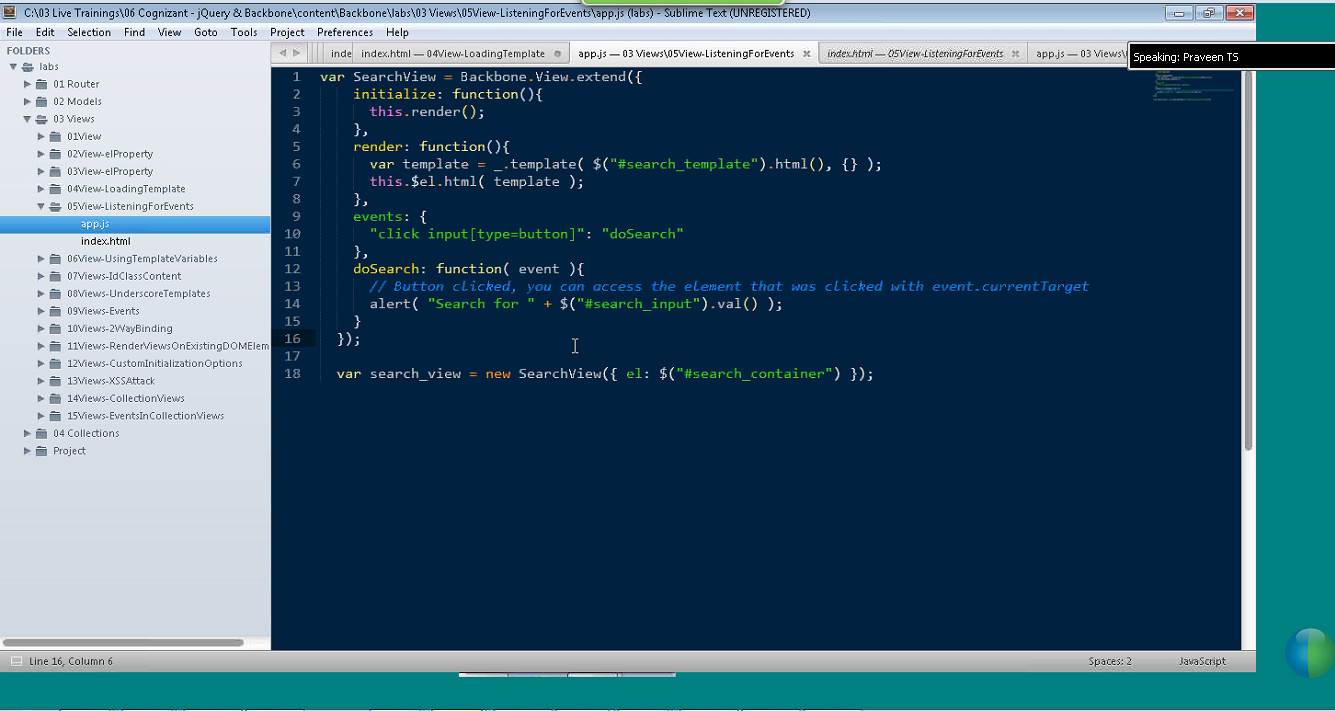 C:\03 Live Trainings\06 Cognizant - jQuery & Backbone\content\Backbone\labs\03 Views\05View-ListeningForEvents\app.js (labs) - Sublime Text (UNREGISTERED)
File Edit Selection Find View Goto Tools Project Preferences Help
FOLDERS
labs
01 Router
02 Models
03 Views
01View
02View-elProperty
03View-elProperty
04View-LoadingTemplate
05View-ListeningForEvents
app.js
index.html
06View-UsingTemplateVariables
07Views-IdClassContent
08Views-UnderscoreTemplates
09Views-Events
10Views-2WayBinding
11Views-RenderViewsOnExistingDOMElem
12Views-CustomInitializationOptions
13Views-XSSAttack
14Views-CollectionViews
15Views-EventsInCollectionViews
04 Collections
Project
inde index.html — 04View-LoadingTemplate app.js — 03 Views\05View-ListeningForEvents index.html — 05View-ListeningForEvents app.js — 03 Views\
Speaking: Praveen TS
1 var SearchView = Backbone.View.extend({
2 initialize: function(){
3 this.render();
4 },
5 render: function(){
6 var template = _.template( $("#search_template").html(), {} );
7 this.$el.html( template );
8 },
9 events: {
10 "click input[type=button]": "doSearch"
11 },
12 doSearch: function( event ){
13 // Button clicked, you can access the element that was clicked with event.currentTarget
14 alert( "Search for " + $("#search_input").val() );
15 }
16 });
17
18 var search_view = new SearchView({ el: $("#search_container") });
Line 16, Column 6 Spaces: 2 JavaScript